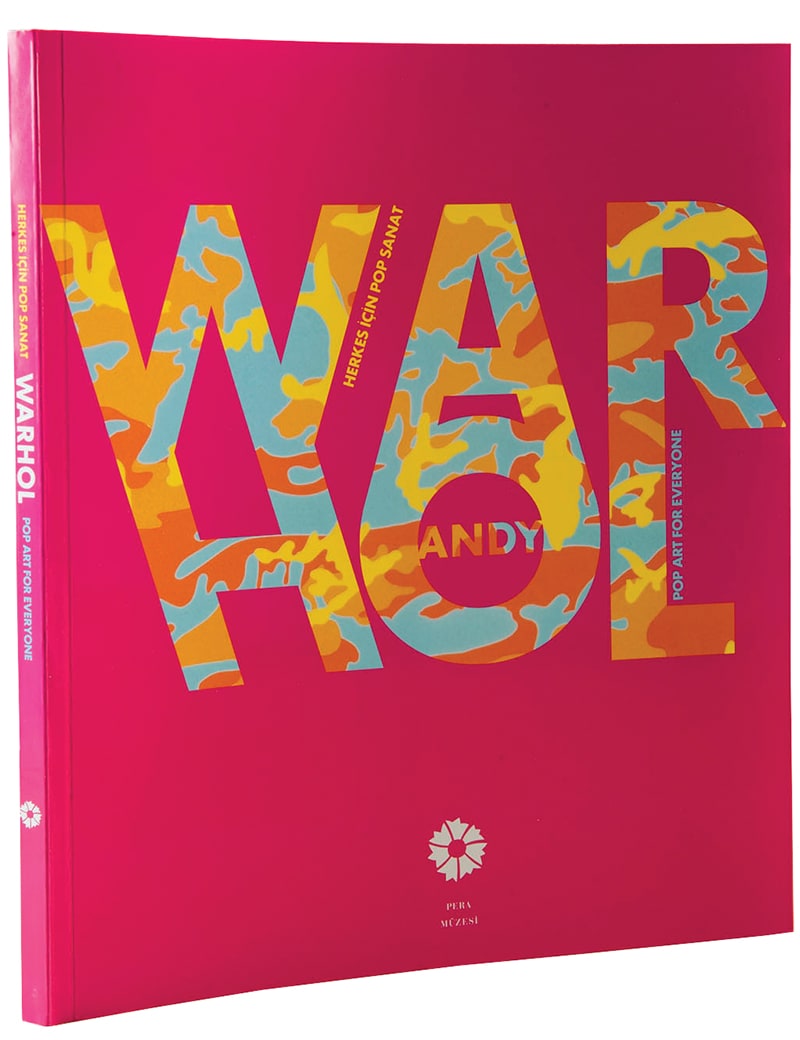 HERKES İÇİN POP SANAT
WARHOL
POP ART FOR EVERYONE
WAR
HERKES İÇİN POP SANAT
HOL
ANDY
POP ART FOR EVERYONE
PERA
MÜZESİ